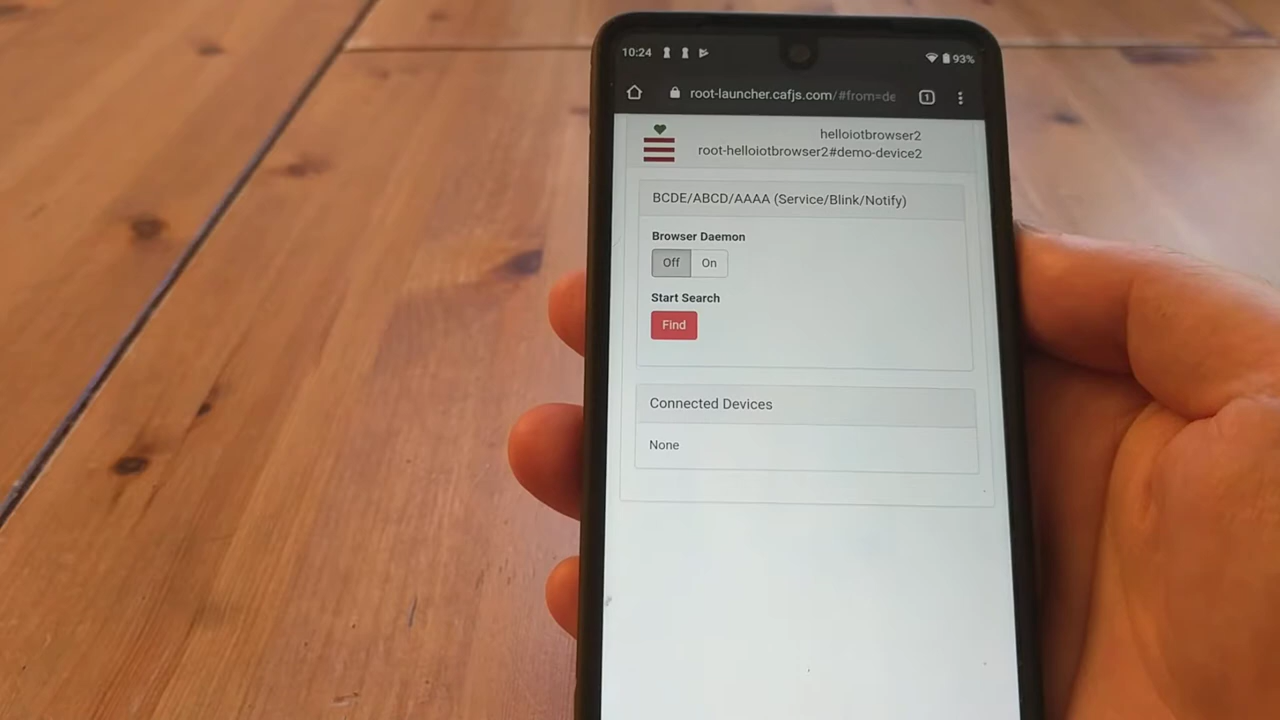 10:24
93%
root-launcher.cafjs.com/#from=de
1
helloiotbrowser2
root-helloiotbrowser2#demo-device2
BCDE/ABCD/AAAA (Service/Blink/Notify)
Browser Daemon
Off On
Start Search
Find
Connected Devices
None